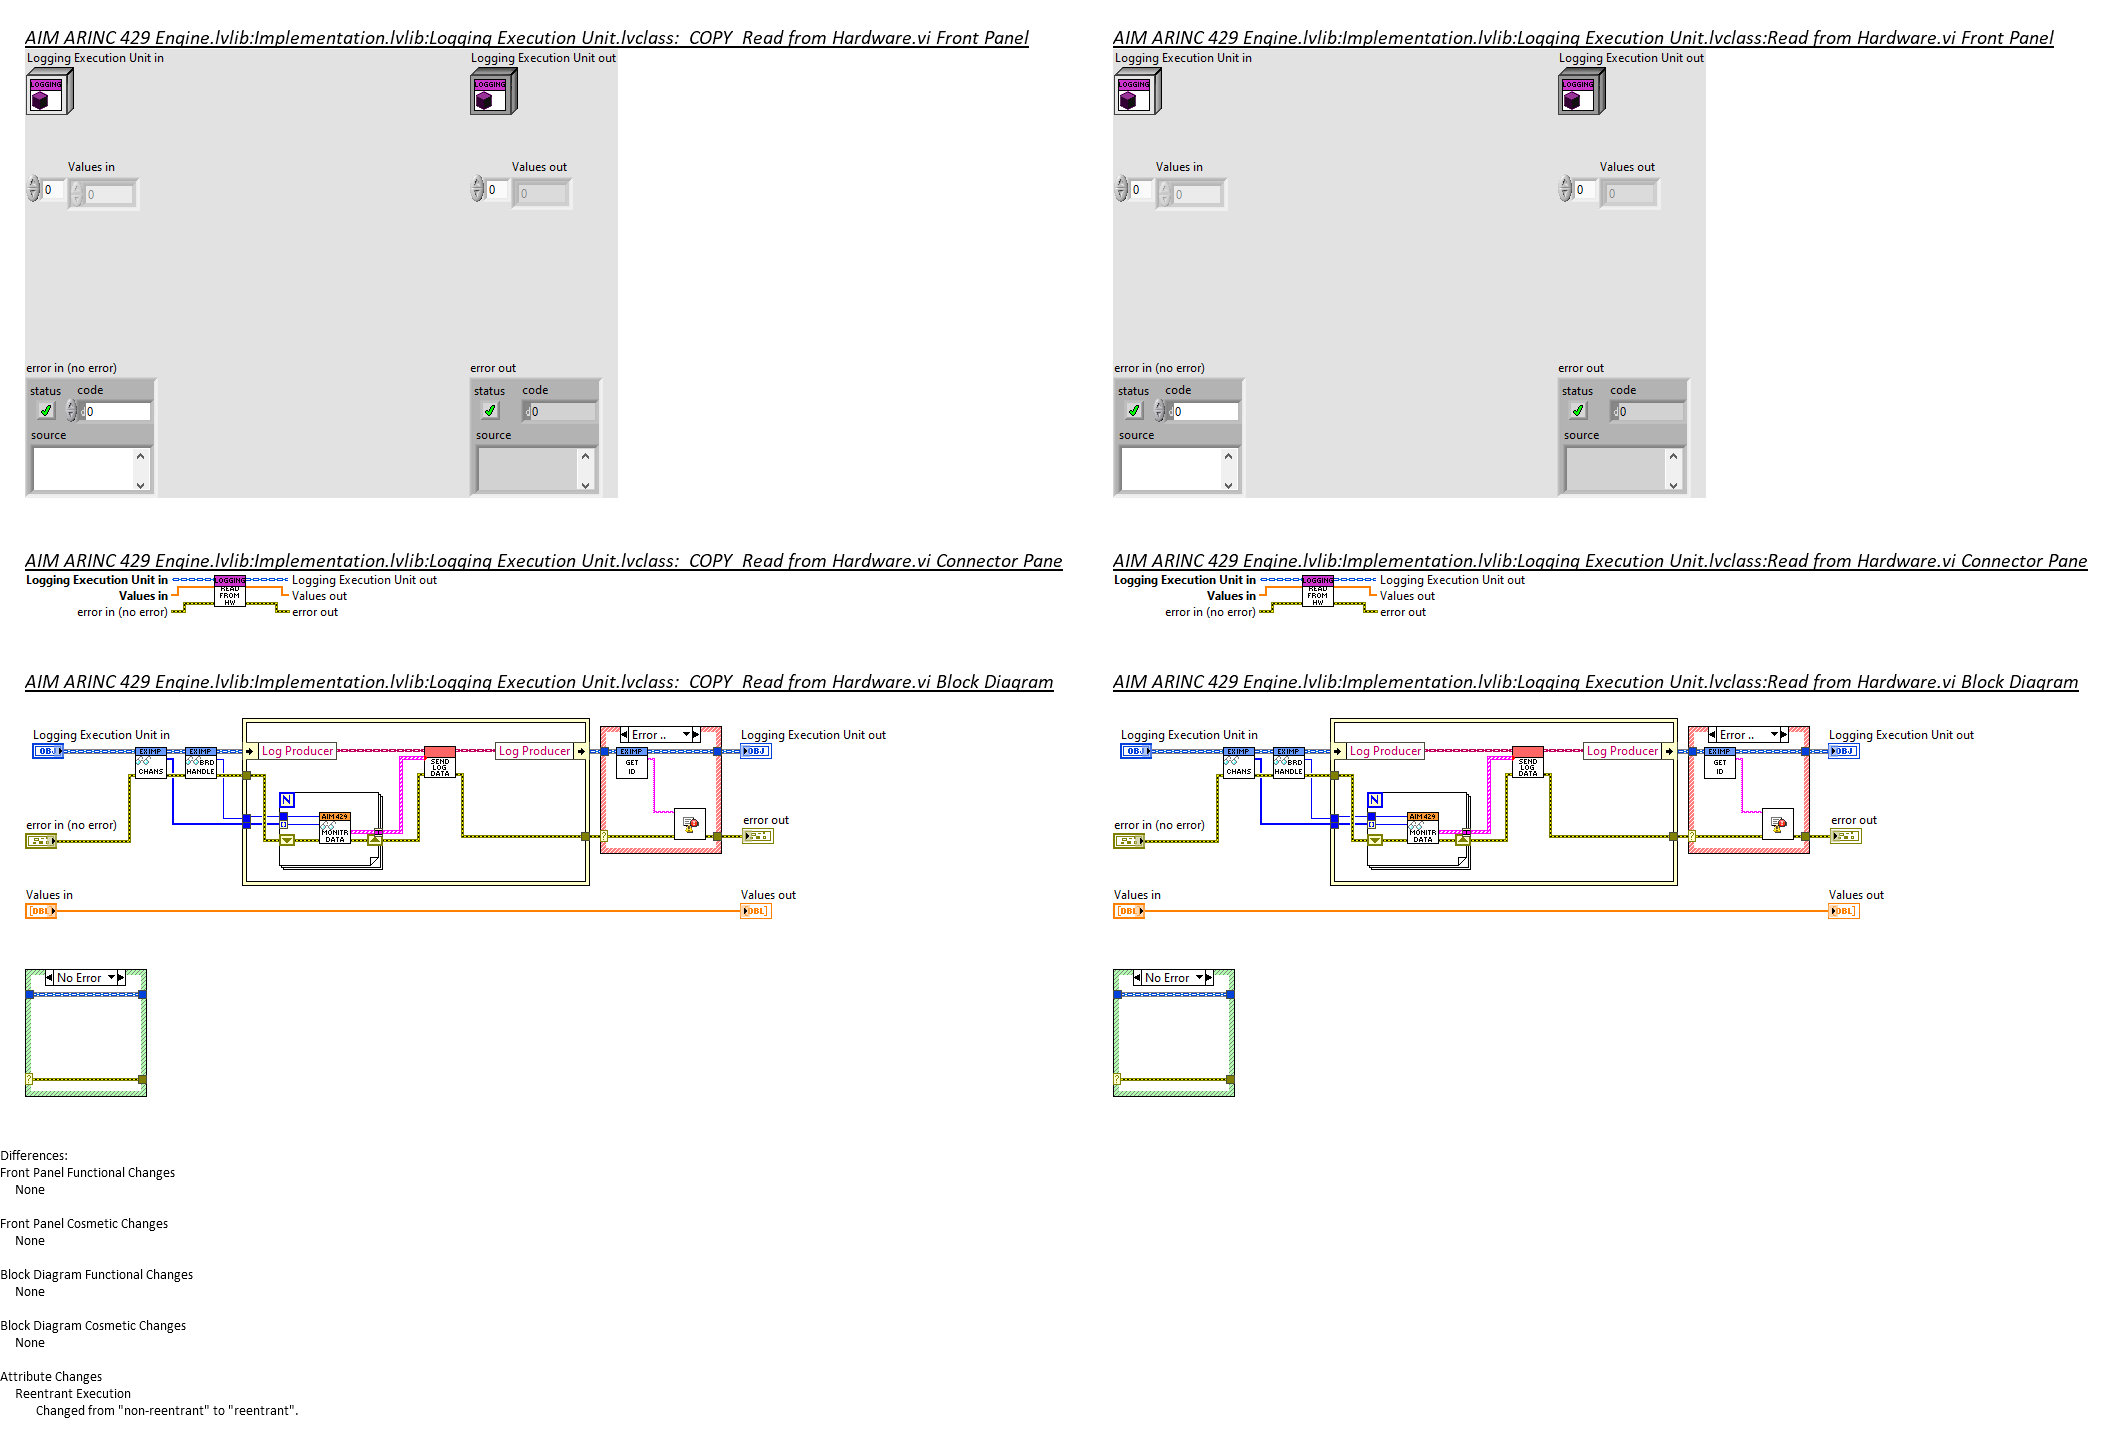 AIM ARINC 429 Engine.lvlib:Implementation.lvlib:Logging Execution Unit.lvclass:  COPY  Read from Hardware.vi Front Panel
Logging Execution Unit in
Logging Execution Unit out
LOGGING
LOGGING
Values in
Values out
0
0
0
0
error in (no error)
error out
status
code
status
code
d0
d0
source
source
AIM ARINC 429 Engine.lvlib:Implementation.lvlib:Logging Execution Unit.lvclass:Read from Hardware.vi Front Panel
Logging Execution Unit in
Logging Execution Unit out
LOGGING
LOGGING
Values in
Values out
0
0
0
0
error in (no error)
error out
status
code
status
code
d0
d0
source
source
AIM ARINC 429 Engine.lvlib:Implementation.lvlib:Logging Execution Unit.lvclass:  COPY  Read from Hardware.vi Connector Pane
Logging Execution Unit in
LOGGING
Logging Execution Unit out
Values in
READ
FROM
HW
Values out
error in (no error)
error out
AIM ARINC 429 Engine.lvlib:Implementation.lvlib:Logging Execution Unit.lvclass:Read from Hardware.vi Connector Pane
Logging Execution Unit in
LOGGING
Logging Execution Unit out
Values in
READ
FROM
HW
Values out
error in (no error)
error out
AIM ARINC 429 Engine.lvlib:Implementation.lvlib:Logging Execution Unit.lvclass:  COPY  Read from Hardware.vi Block Diagram
Logging Execution Unit in
OBJ
EXIMP
CHANS
EXIMP
BRD
HANDLE
Log Producer
SEND
LOG
DATA
Log Producer
Error ..
EXIMP
GET
ID
Logging Execution Unit out
OBJ
N
AIM429
MONITR
DATA
error in (no error)
error out
Values in
[DBL
Values out
DBL]
No Error
?
?
AIM ARINC 429 Engine.lvlib:Implementation.lvlib:Logging Execution Unit.lvclass:Read from Hardware.vi Block Diagram
Logging Execution Unit in
OBJ
EXIMP
CHANS
EXIMP
BRD
HANDLE
Log Producer
SEND
LOG
DATA
Log Producer
Error ..
EXIMP
GET
ID
Logging Execution Unit out
OBJ
N
AIM429
MONITR
DATA
error in (no error)
error out
Values in
[DBL
Values out
DBL]
No Error
?
?
Differences:
Front Panel Functional Changes
None
Front Panel Cosmetic Changes
None
Block Diagram Functional Changes
None
Block Diagram Cosmetic Changes
None
Attribute Changes
Reentrant Execution
Changed from "non-reentrant" to "reentrant".